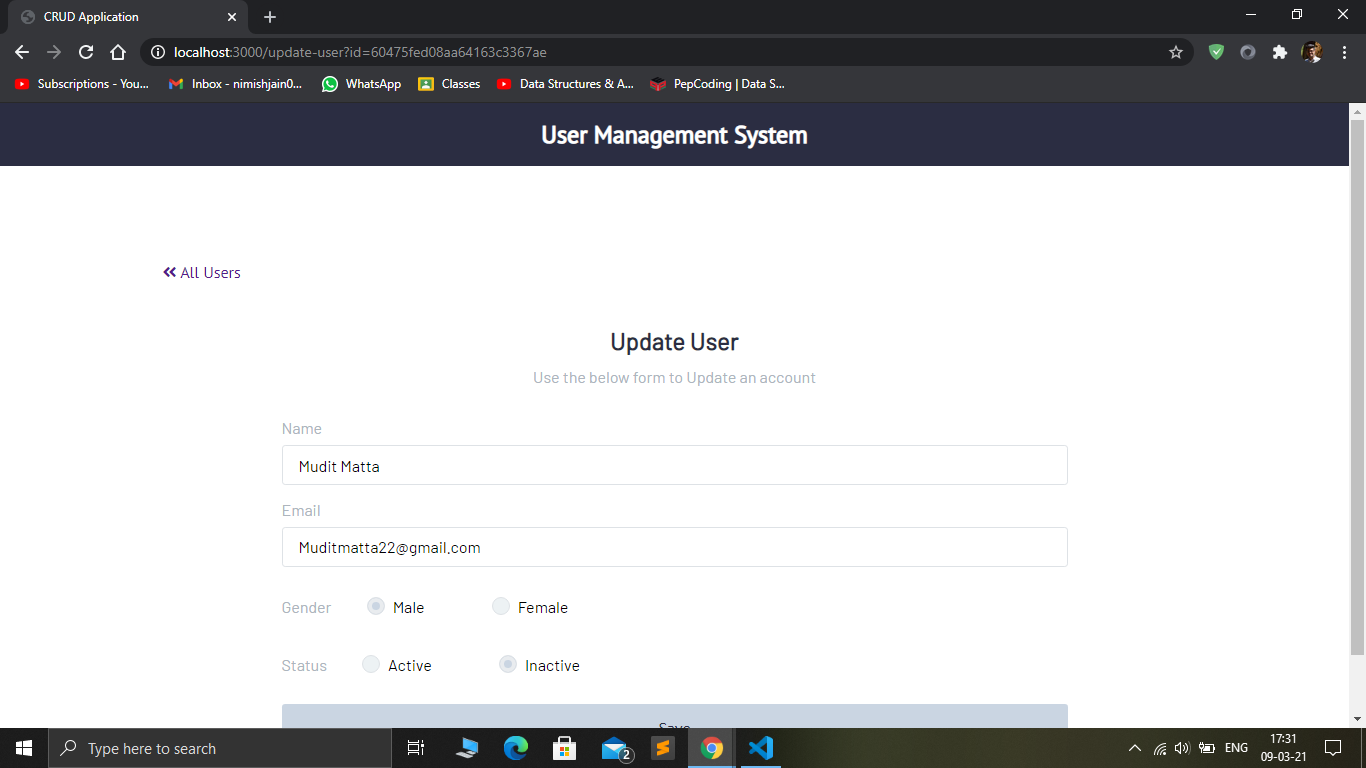 CRUD Application
localhost:3000/update-user?id=60475fed08aa64163c3367ae
Subscriptions - You... Inbox - nimishjain0... WhatsApp Classes Data Structures & A... PepCoding | Data S...
User Management System
All Users
Update User
Use the below form to Update an account
Name
Mudit Matta
Email
Muditmatta22@gmail.com
Gender Male Female
Status Active Inactive
Save
Type here to search 2 ENG 17:31
09-03-21